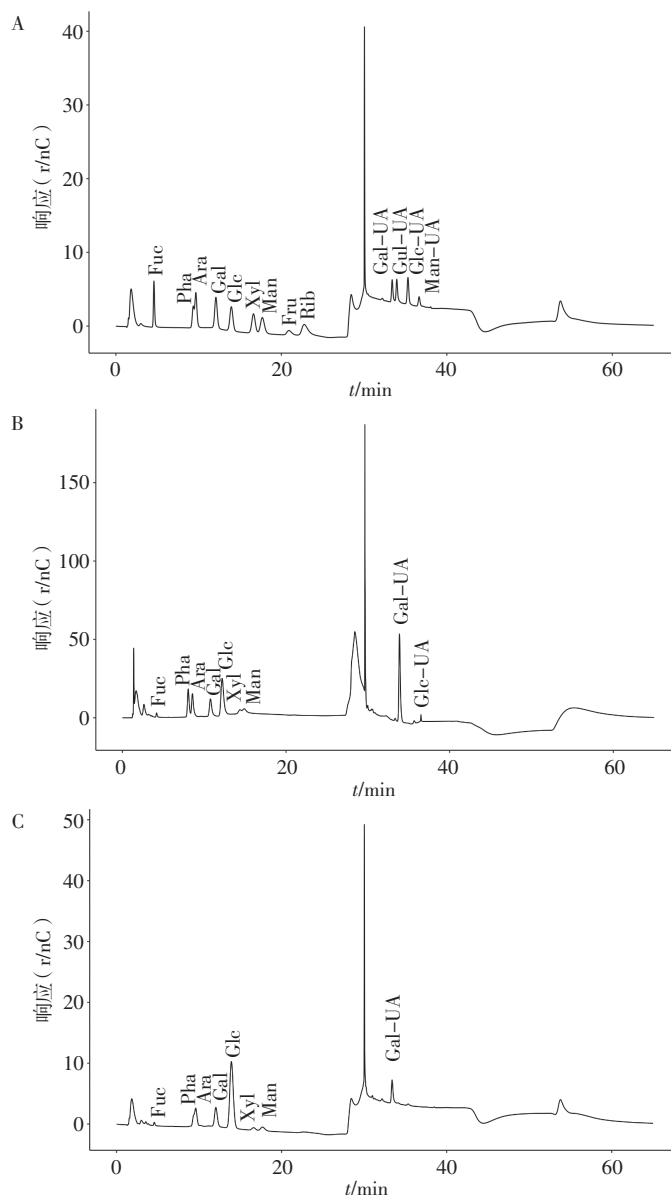 A
40
30
20
10
0
响应（r/nC）
Fuc
Pha
Ara
Gal
Glc
Xyl
Man
Fru
Rib
Gal-UA
Gul-UA
Glc-UA
Man-UA
0 20 40 60
t/min
B
150
100
50
0
响应（r/nC）
Fuc
Pha
Ara
Gal
Glc
Xyl
Man
Gal-UA
Glc-UA
0 20 40 60
t/min
C
50
40
30
20
10
0
响应（r/nC）
Fuc
Pha
Ara
Gal
Glc
Xyl
Man
Gal-UA
0 20 40 60
t/min